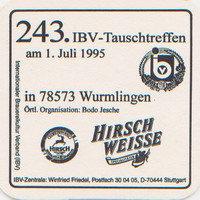 243. IBV-Tauschtreffen
am 1. Juli 1995
in 78573 Wurmlingen
Örtl. Organisation: Bodo Jesche
HIRSCH
HIRSCH
WEISSE
Internationaler Brauereikultur Verband (IBV)
IBV-Zentrale: Winfried Friedel, Postfach 30 04 05, D-70444 Stuttgart